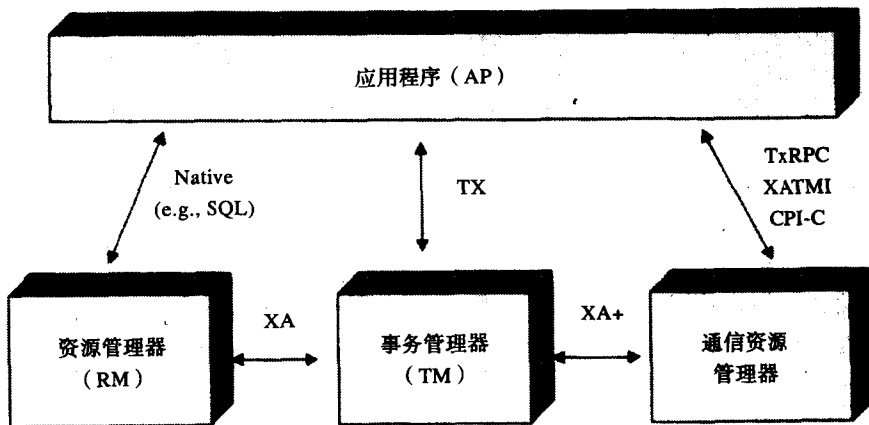 应用程序（AP）
Native
(e.g., SQL)
TX
TxRPC
XATMI
CPI-C
资源管理器
（RM）
XA
事务管理器
（TM）
XA+
通信资源
管理器